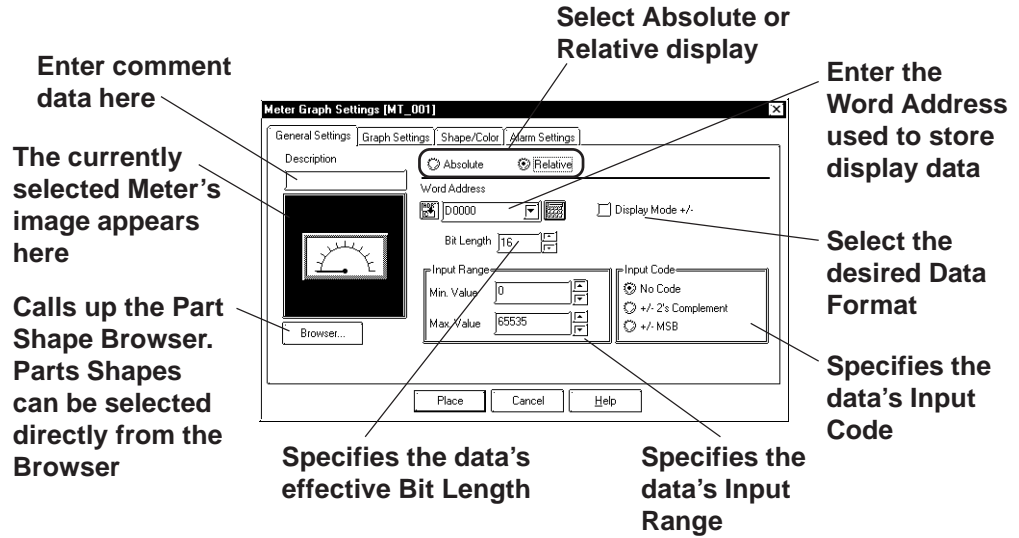 Select Absolute or
Relative display
Enter comment
data here
Enter the
Word Address
used to store
display data
The currently
selected Meter's
image appears
here
Calls up the Part
Shape Browser.
Parts Shapes
can be selected
directly from the
Browser
Meter Graph Settings [MT_001]
General Settings
Graph Settings
Shape/Color
Alarm Settings
Description
Absolute
Relative
Word Address
D0000
Display Mode +/-
Bit Length
16
Input Range
Min. Value
0
Max. Value
65535
Input Code
No Code
+/- 2's Complement
+/- MSB
Browser...
Place
Cancel
Help
Select the
desired Data
Format
Specifies the
data's Input
Code
Specifies the data's
effective Bit Length
Specifies the
data's Input
Range